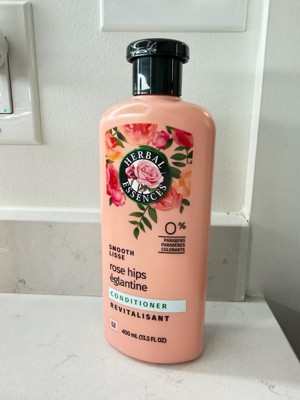 HERBAL
ESSENCES
SMOOTH
LISSE
0%
PARABENS
PARABÈNES
COLORANTS
rose hips
églantine
CONDITIONER
REVITALISANT
400 mL (13.5 FL OZ)